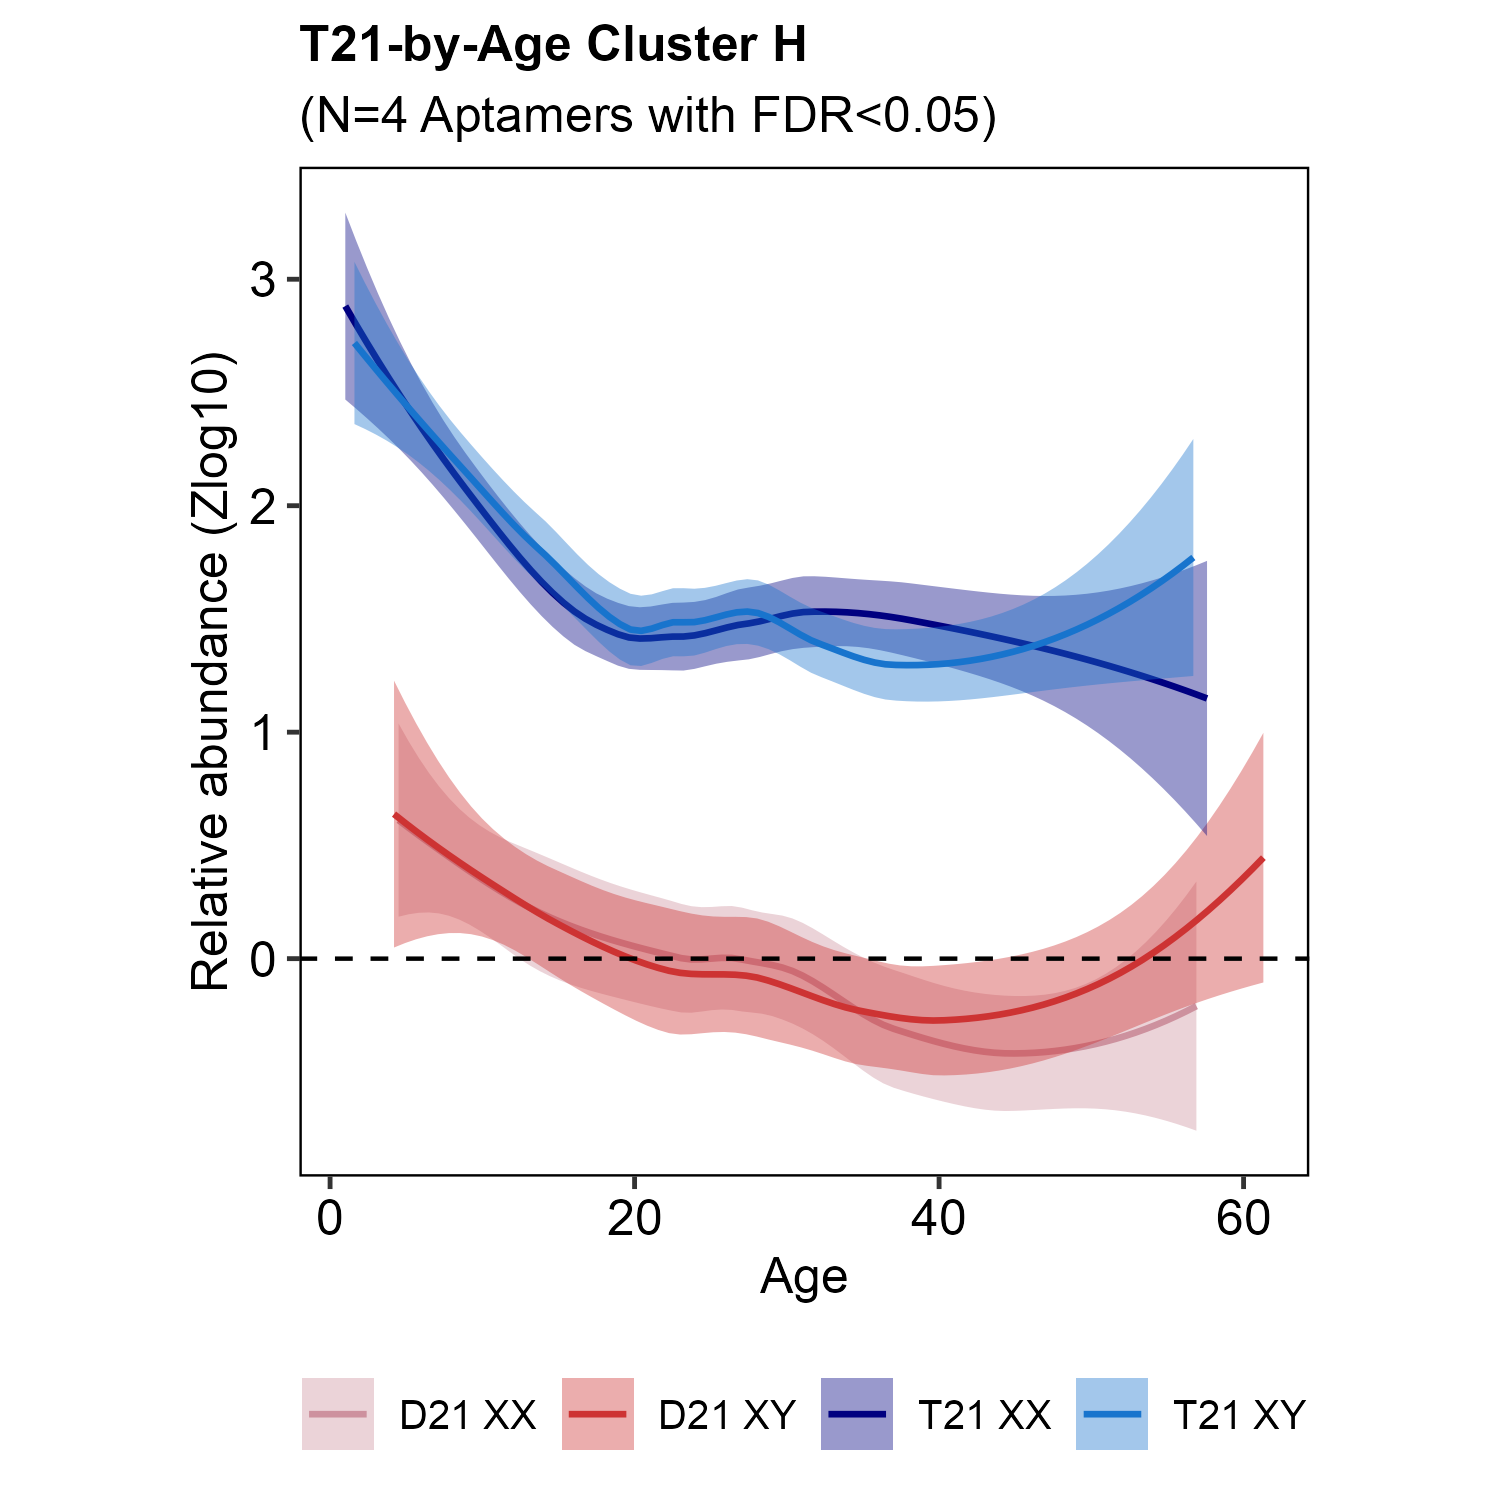 T21-by-Age Cluster H
(N=4 Aptamers with FDR<0.05)
Relative abundance (Zlog10)
3
2
1
0
0 20 40 60
Age
D21 XX D21 XY T21 XX T21 XY